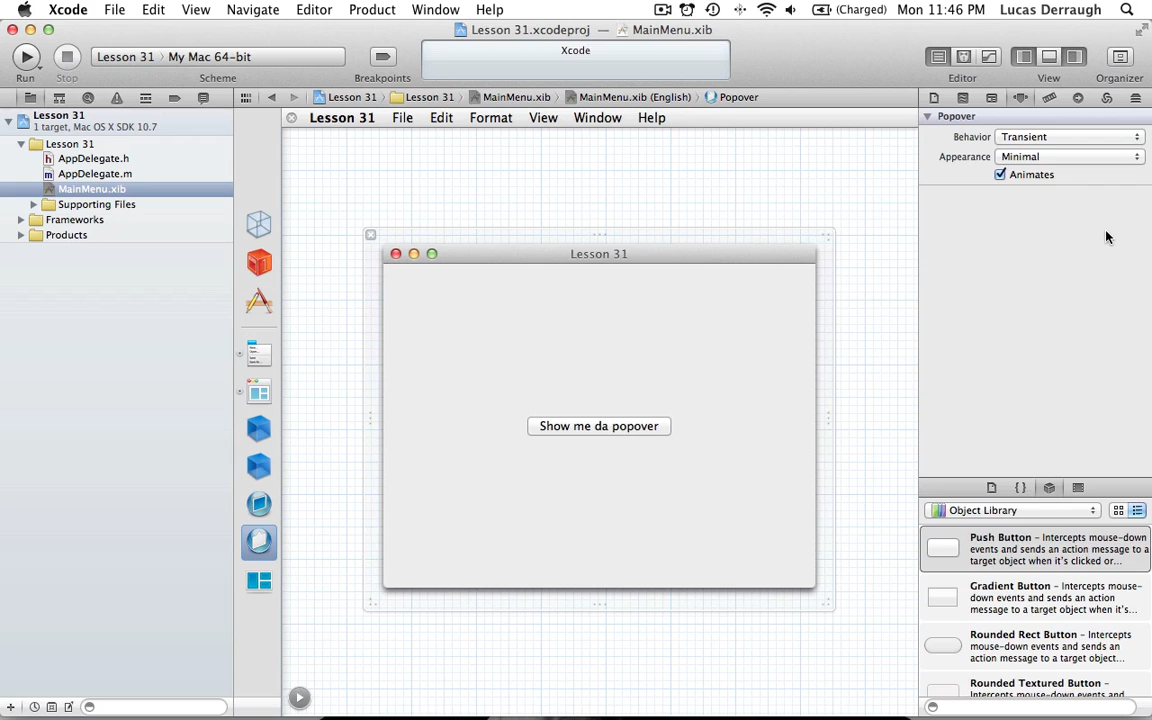 Xcode File Edit View Navigate Editor Product Window Help (Charged) Mon 11:46 PM Lucas Derraugh
Lesson 31.xcodeproj — MainMenu.xib
Run Stop Lesson 31 〉 My Mac 64-bit Scheme Breakpoints Xcode Editor View Organizer
Lesson 31
1 target, Mac OS X SDK 10.7
Lesson 31
AppDelegate.h
AppDelegate.m
MainMenu.xib
Supporting Files
Frameworks
Products
Lesson 31 〉 Lesson 31 〉 MainMenu.xib 〉 MainMenu.xib (English) 〉 Popover
Lesson 31 File Edit Format View Window Help
Lesson 31
Show me da popover
Popover
Behavior Transient
Appearance Minimal
Animates
Object Library
Push Button – Intercepts mouse-down
events and sends an action message to a
target object when it's clicked or...
Gradient Button – Intercepts mouse-
down events and sends an action
message to a target object when it's...
Rounded Rect Button – Intercepts
mouse-down events and sends an
action message to a target object...
Rounded Textured Button –
Intercepts mouse-down events and